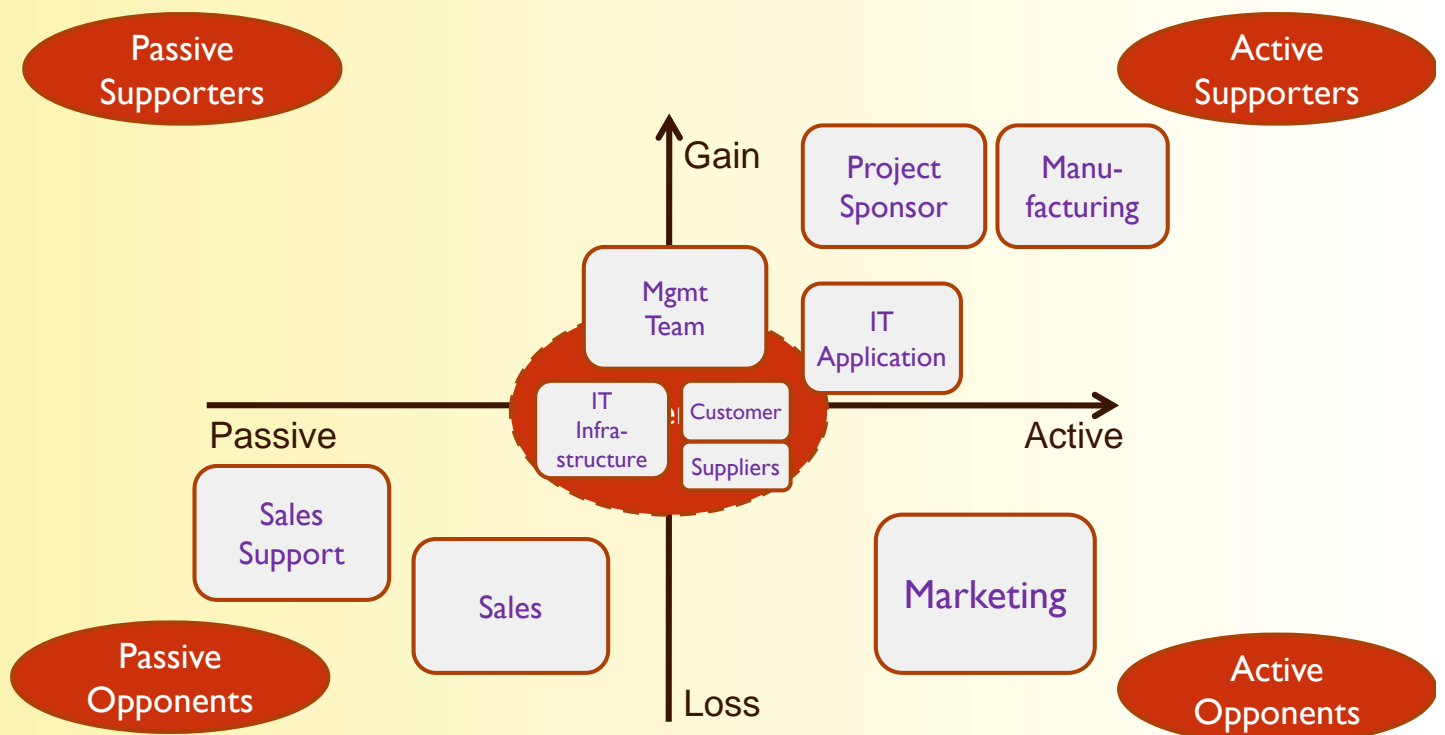 Passive
Supporters
Active
Supporters
Gain
Project
Sponsor
Manu-
facturing
Mgmt
Team
IT
Application
IT
Infra-
structure
Customer
Suppliers
Passive
Active
Sales
Support
Sales
Marketing
Passive
Opponents
Loss
Active
Opponents